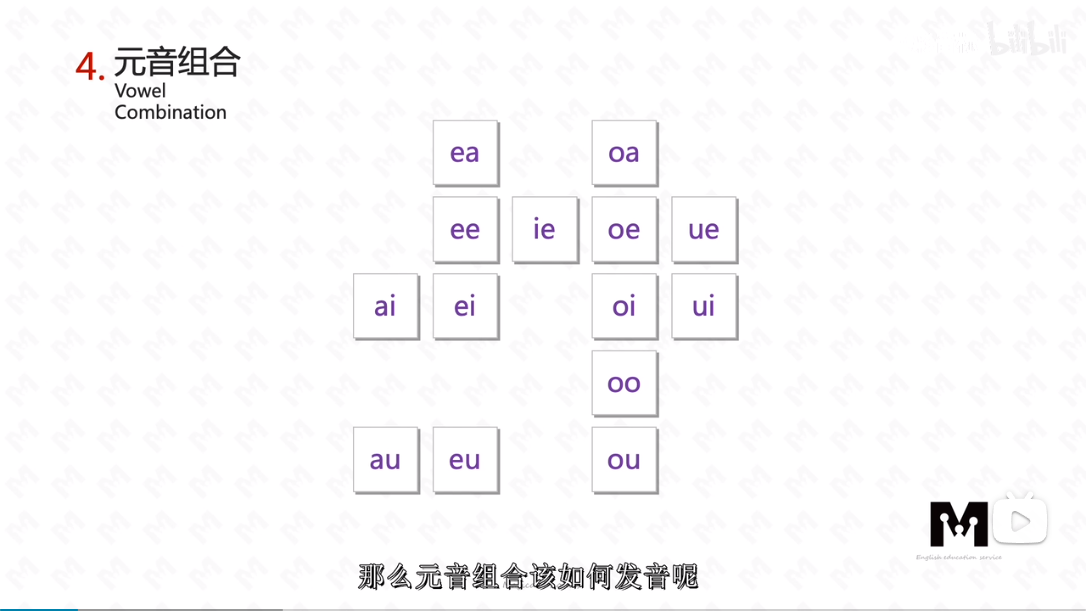 bilibili
4. 元音组合
Vowel
Combination
ea oa
ee ie oe ue
ai ei oi ui
oo
au eu ou
M
English education service
那么元音组合该如何发音呢